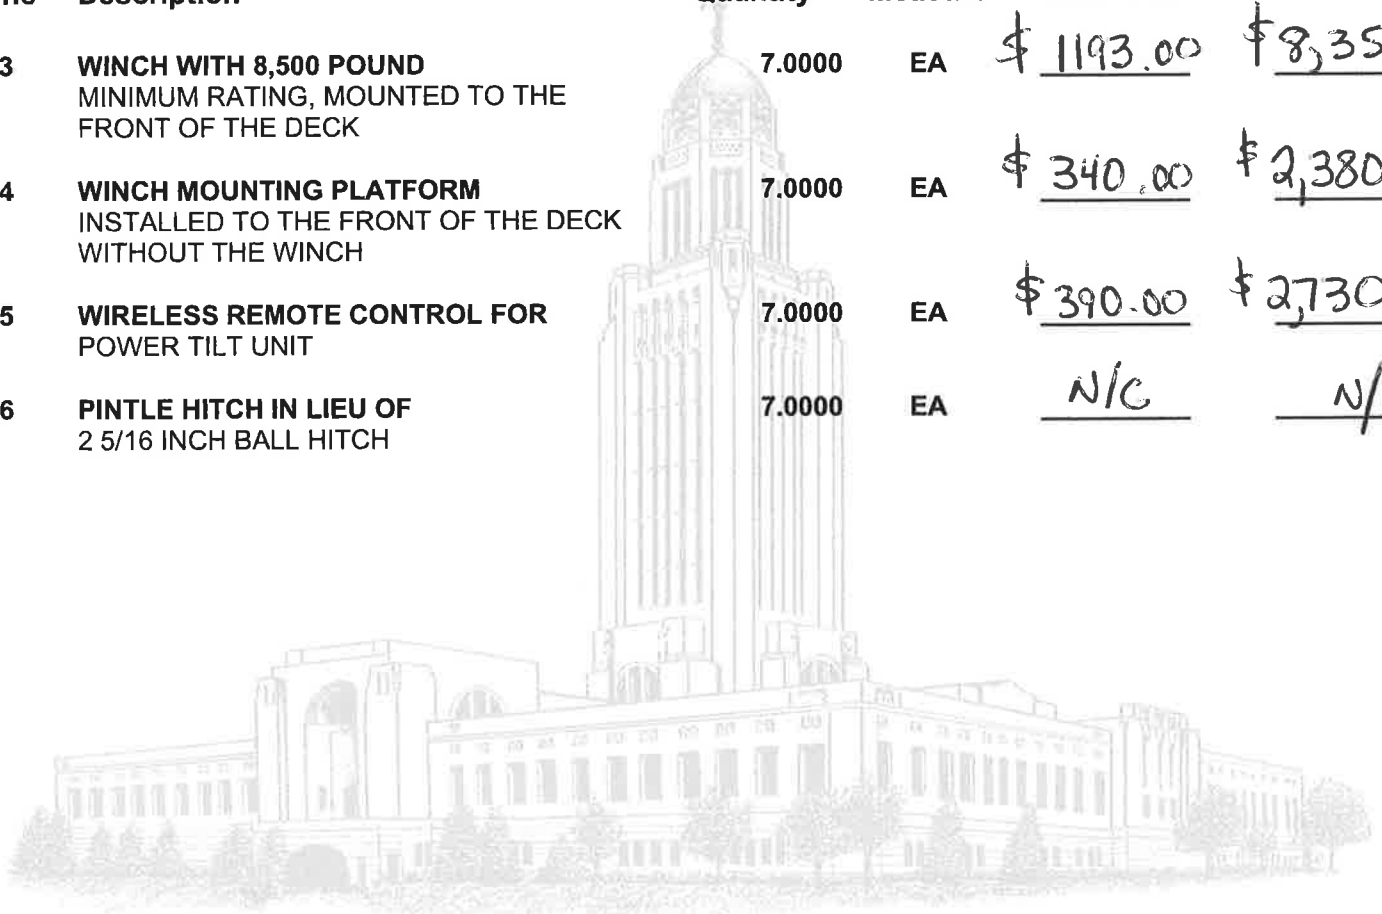 Description
3 WINCH WITH 8,500 POUND 7.0000 EA $ 1193.00 $8,35
MINIMUM RATING, MOUNTED TO THE
FRONT OF THE DECK
4 WINCH MOUNTING PLATFORM 7.0000 EA $ 340.00 $2,380
INSTALLED TO THE FRONT OF THE DECK
WITHOUT THE WINCH
5 WIRELESS REMOTE CONTROL FOR 7.0000 EA $390.00 $2,730
POWER TILT UNIT
6 PINTLE HITCH IN LIEU OF 7.0000 EA N/C N/
2 5/16 INCH BALL HITCH